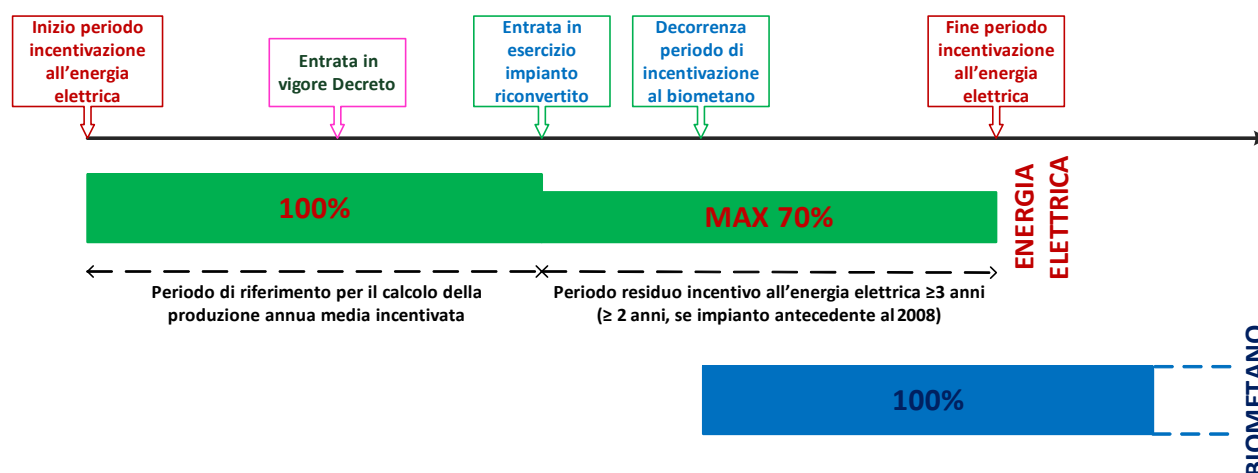 Inizio periodo
incentivazione
all'energia
elettrica
Entrata in
vigore Decreto
Entrata in
esercizio
impianto
riconvertito
Decorrenza
periodo di
incentivazione
al biometano
Fine periodo
incentivazione
all'energia
elettrica
100%
MAX 70%
ENERGIA
ELETTRICA
Periodo di riferimento per il calcolo della
produzione annua media incentivata
Periodo residuo incentivo all'energia elettrica ≥3 anni
(≥ 2 anni, se impianto antecedente al 2008)
100%
BIOMETANO